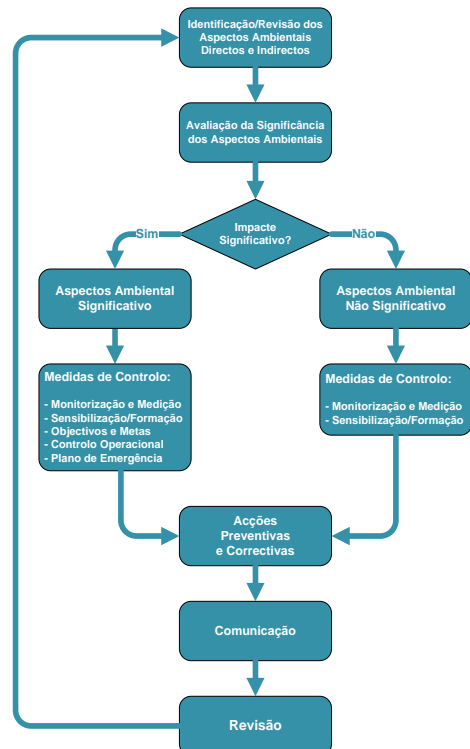 Identificação/Revisão dos
Aspectos Ambientais
Directos e Indirectos
Avaliação da Significância
dos Aspectos Ambientais
Impacte
Significativo?
Sim
Não
Aspectos Ambiental
Significativo
Aspectos Ambiental
Não Significativo
Medidas de Controlo:
- Monitorização e Medição
- Sensibilização/Formação
- Objectivos e Metas
- Controlo Operacional
- Plano de Emergência
Medidas de Controlo:
- Monitorização e Medição
- Sensibilização/Formação
Acções
Preventivas
e Correctivas
Comunicação
Revisão